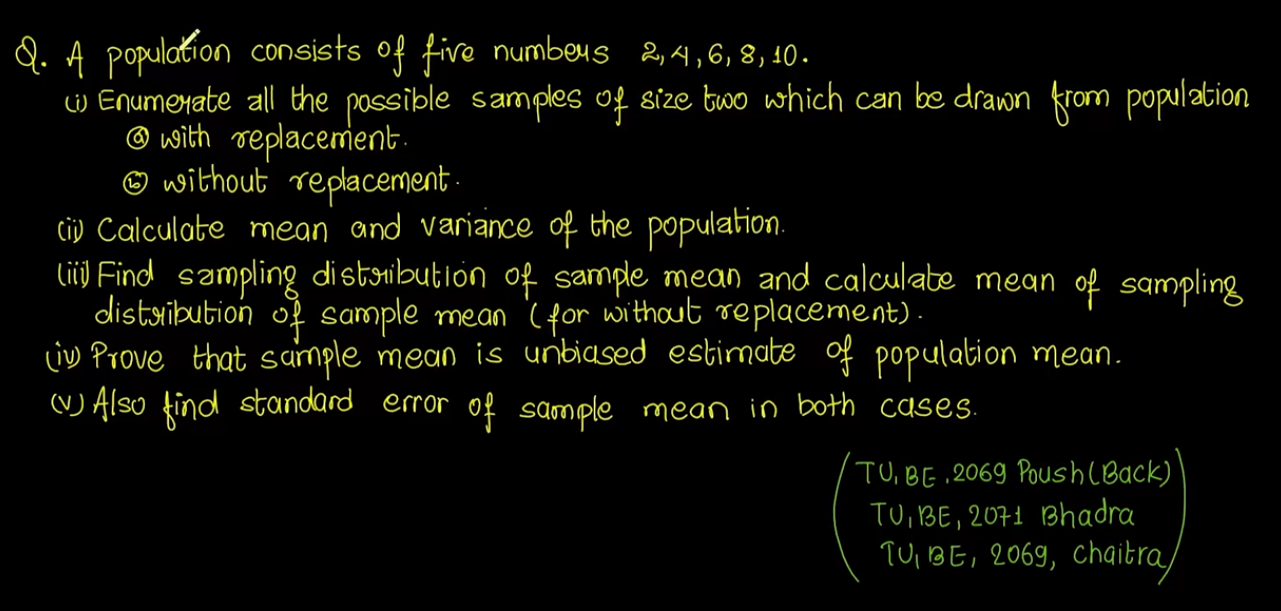 Q. A population consists of five numbers 2, 4, 6, 8, 10.
(i) Enumerate all the possible samples of size two which can be drawn from population
(a) with replacement.
(b) without replacement.
(ii) Calculate mean and variance of the population.
(iii) Find sampling distribution of sample mean and calculate mean of sampling
distribution of sample mean (for without replacement).
(iv) Prove that sample mean is unbiased estimate of population mean.
(v) Also find standard error of sample mean in both cases.
(TU, BE, 2069 Poush (Back)
TU, BE, 2071 Bhadra
TU, BE, 2069, Chaitra)